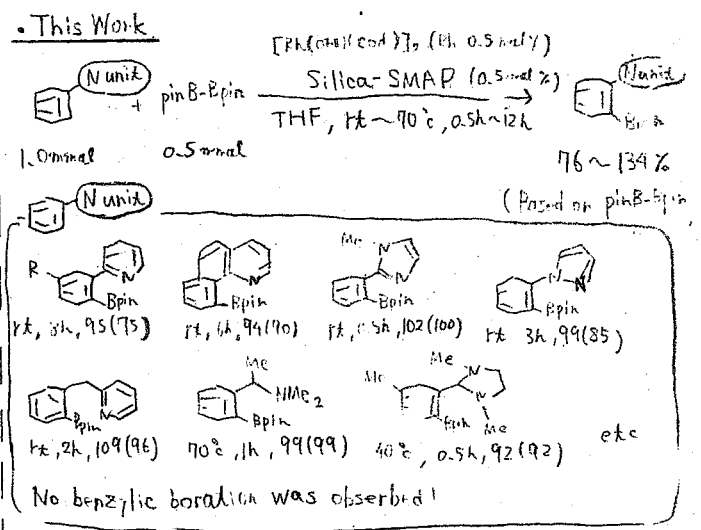 • This Work
[Rh(OH)(cod)]2 (Rh 0.5 mol%)
N unit + pinB-Bpin Silica-SMAP (0.5 mol %) N unit
THF, rt ~ 70 °c, 0.5h ~ 12h
1.0 mmol 0.5 mmol 76 ~ 134 %
N unit (Based on pinB-Bpin
R N Bpin N Bpin Me N N Bpin N N Bpin
rt, h, 95 (75) rt, h, 94(90) rt, 0.5h, 102 (100) rt 3h, 99(85)
Bpin N Me NMe2 Bpin Me Me N N Me Bpin
rt, 2h, 109(96) 70°c, 1h, 99(99) 40°c, 0.5h, 92(92) etc
No benzylic boration was obserbed!